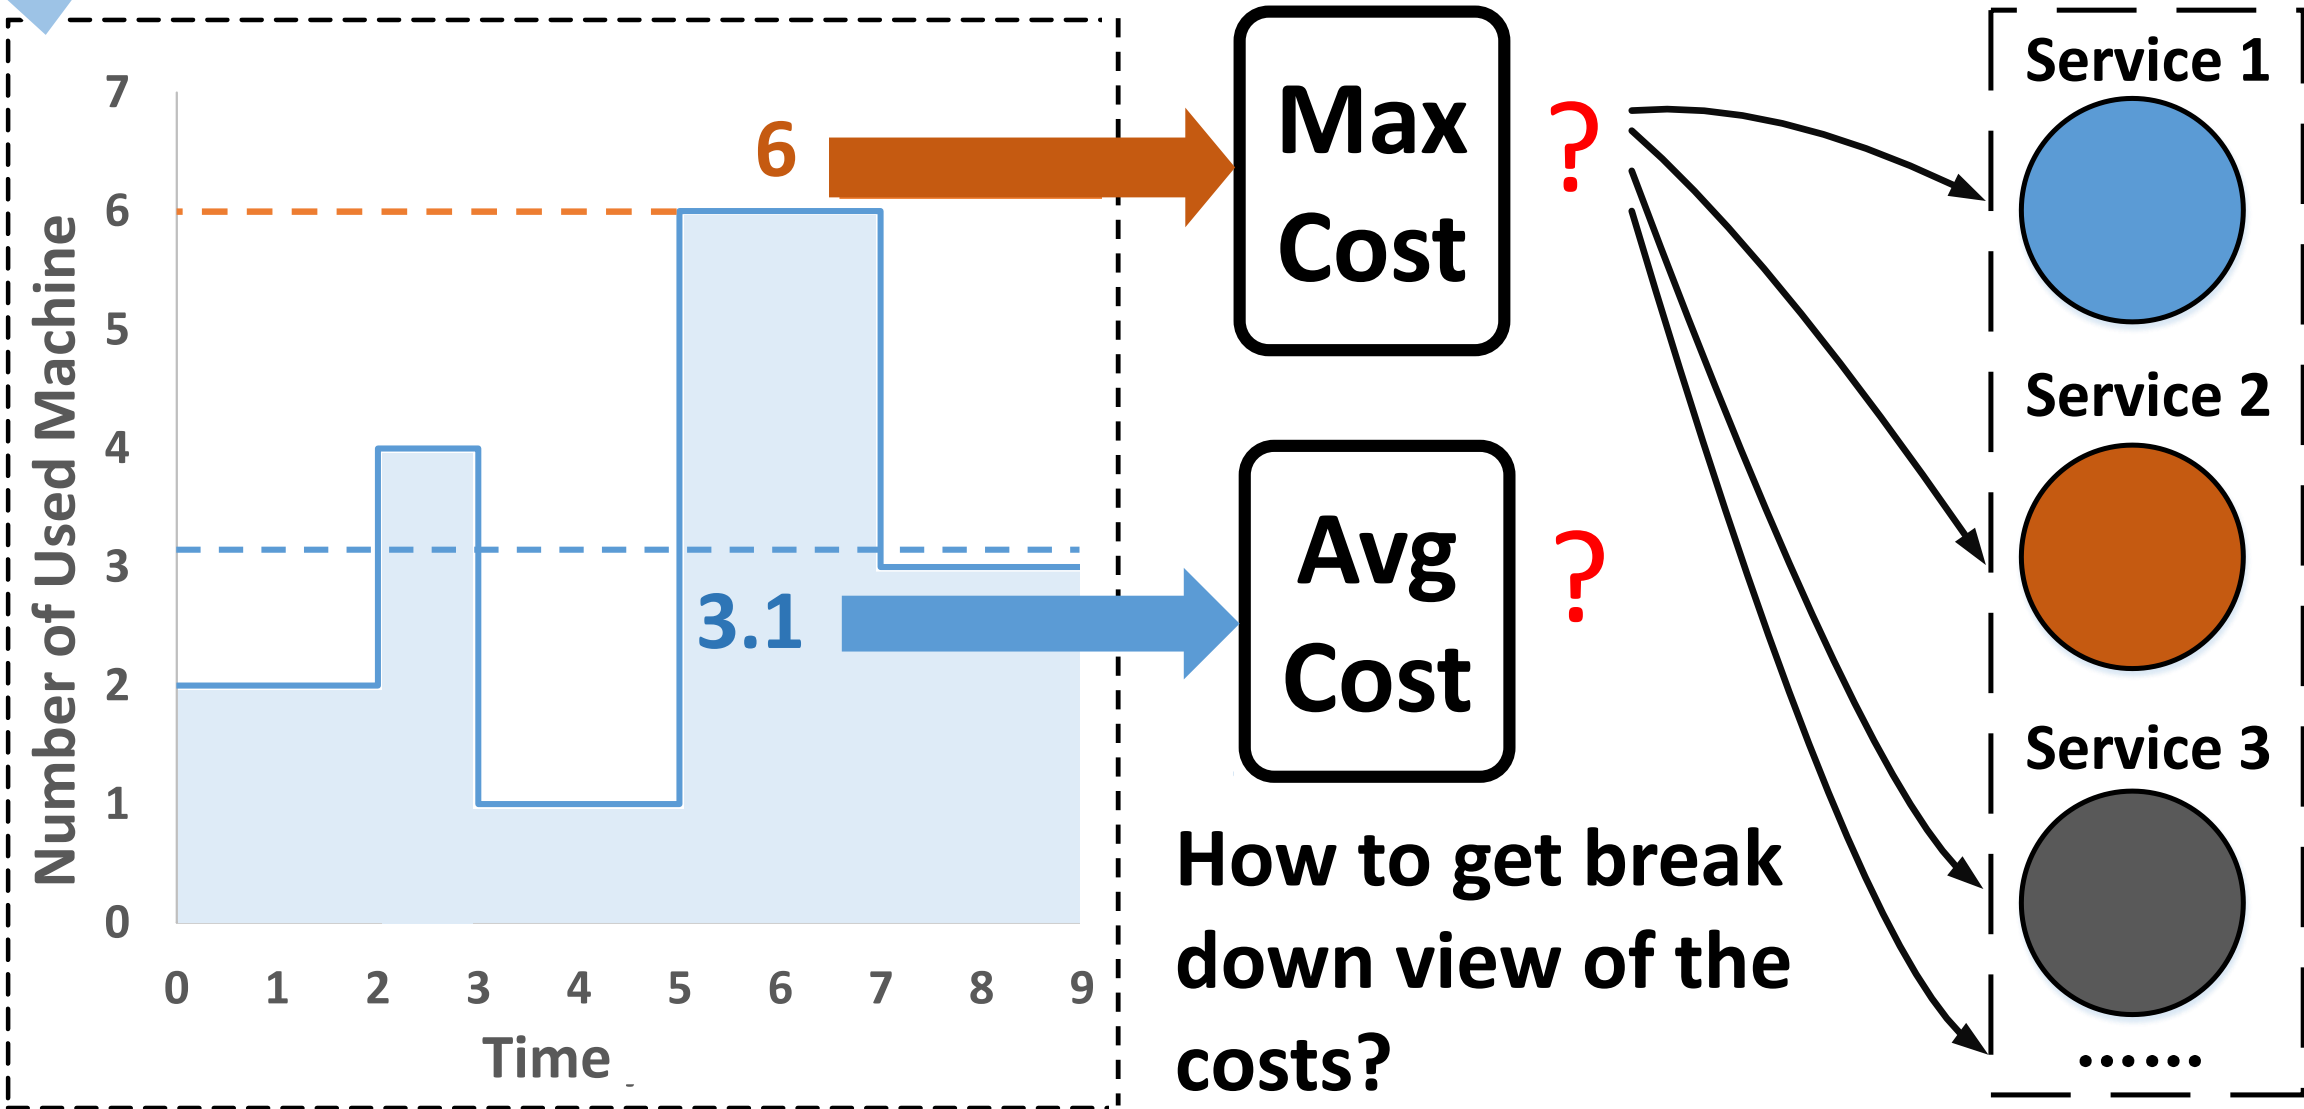 Number of Used Machine
7
6
5
4
3
2
1
0
0 1 2 3 4 5 6 7 8 9
Time
6
3.1
Max
Cost
?
Avg
Cost
?
How to get break
down view of the
costs?
Service 1
Service 2
Service 3
......